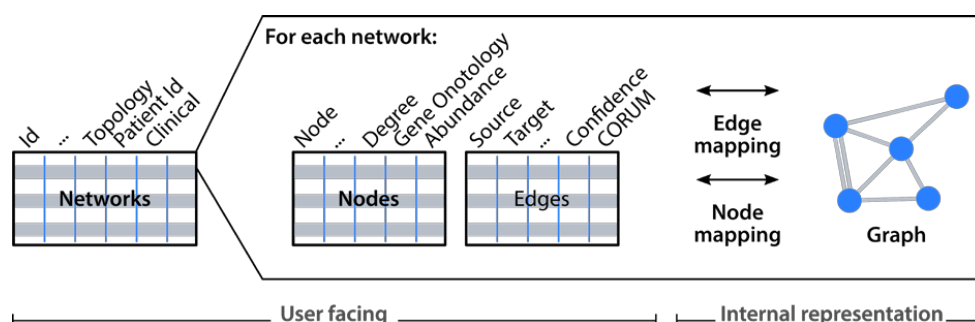 For each network:
Id
...
Topology
Patient Id
Clinical
Networks
Node
...
Degree
Gene Onotology
Abundance
Nodes
Source
Target
...
Confidence
CORUM
Edges
Edge
mapping
Node
mapping
Graph
User facing
Internal representation